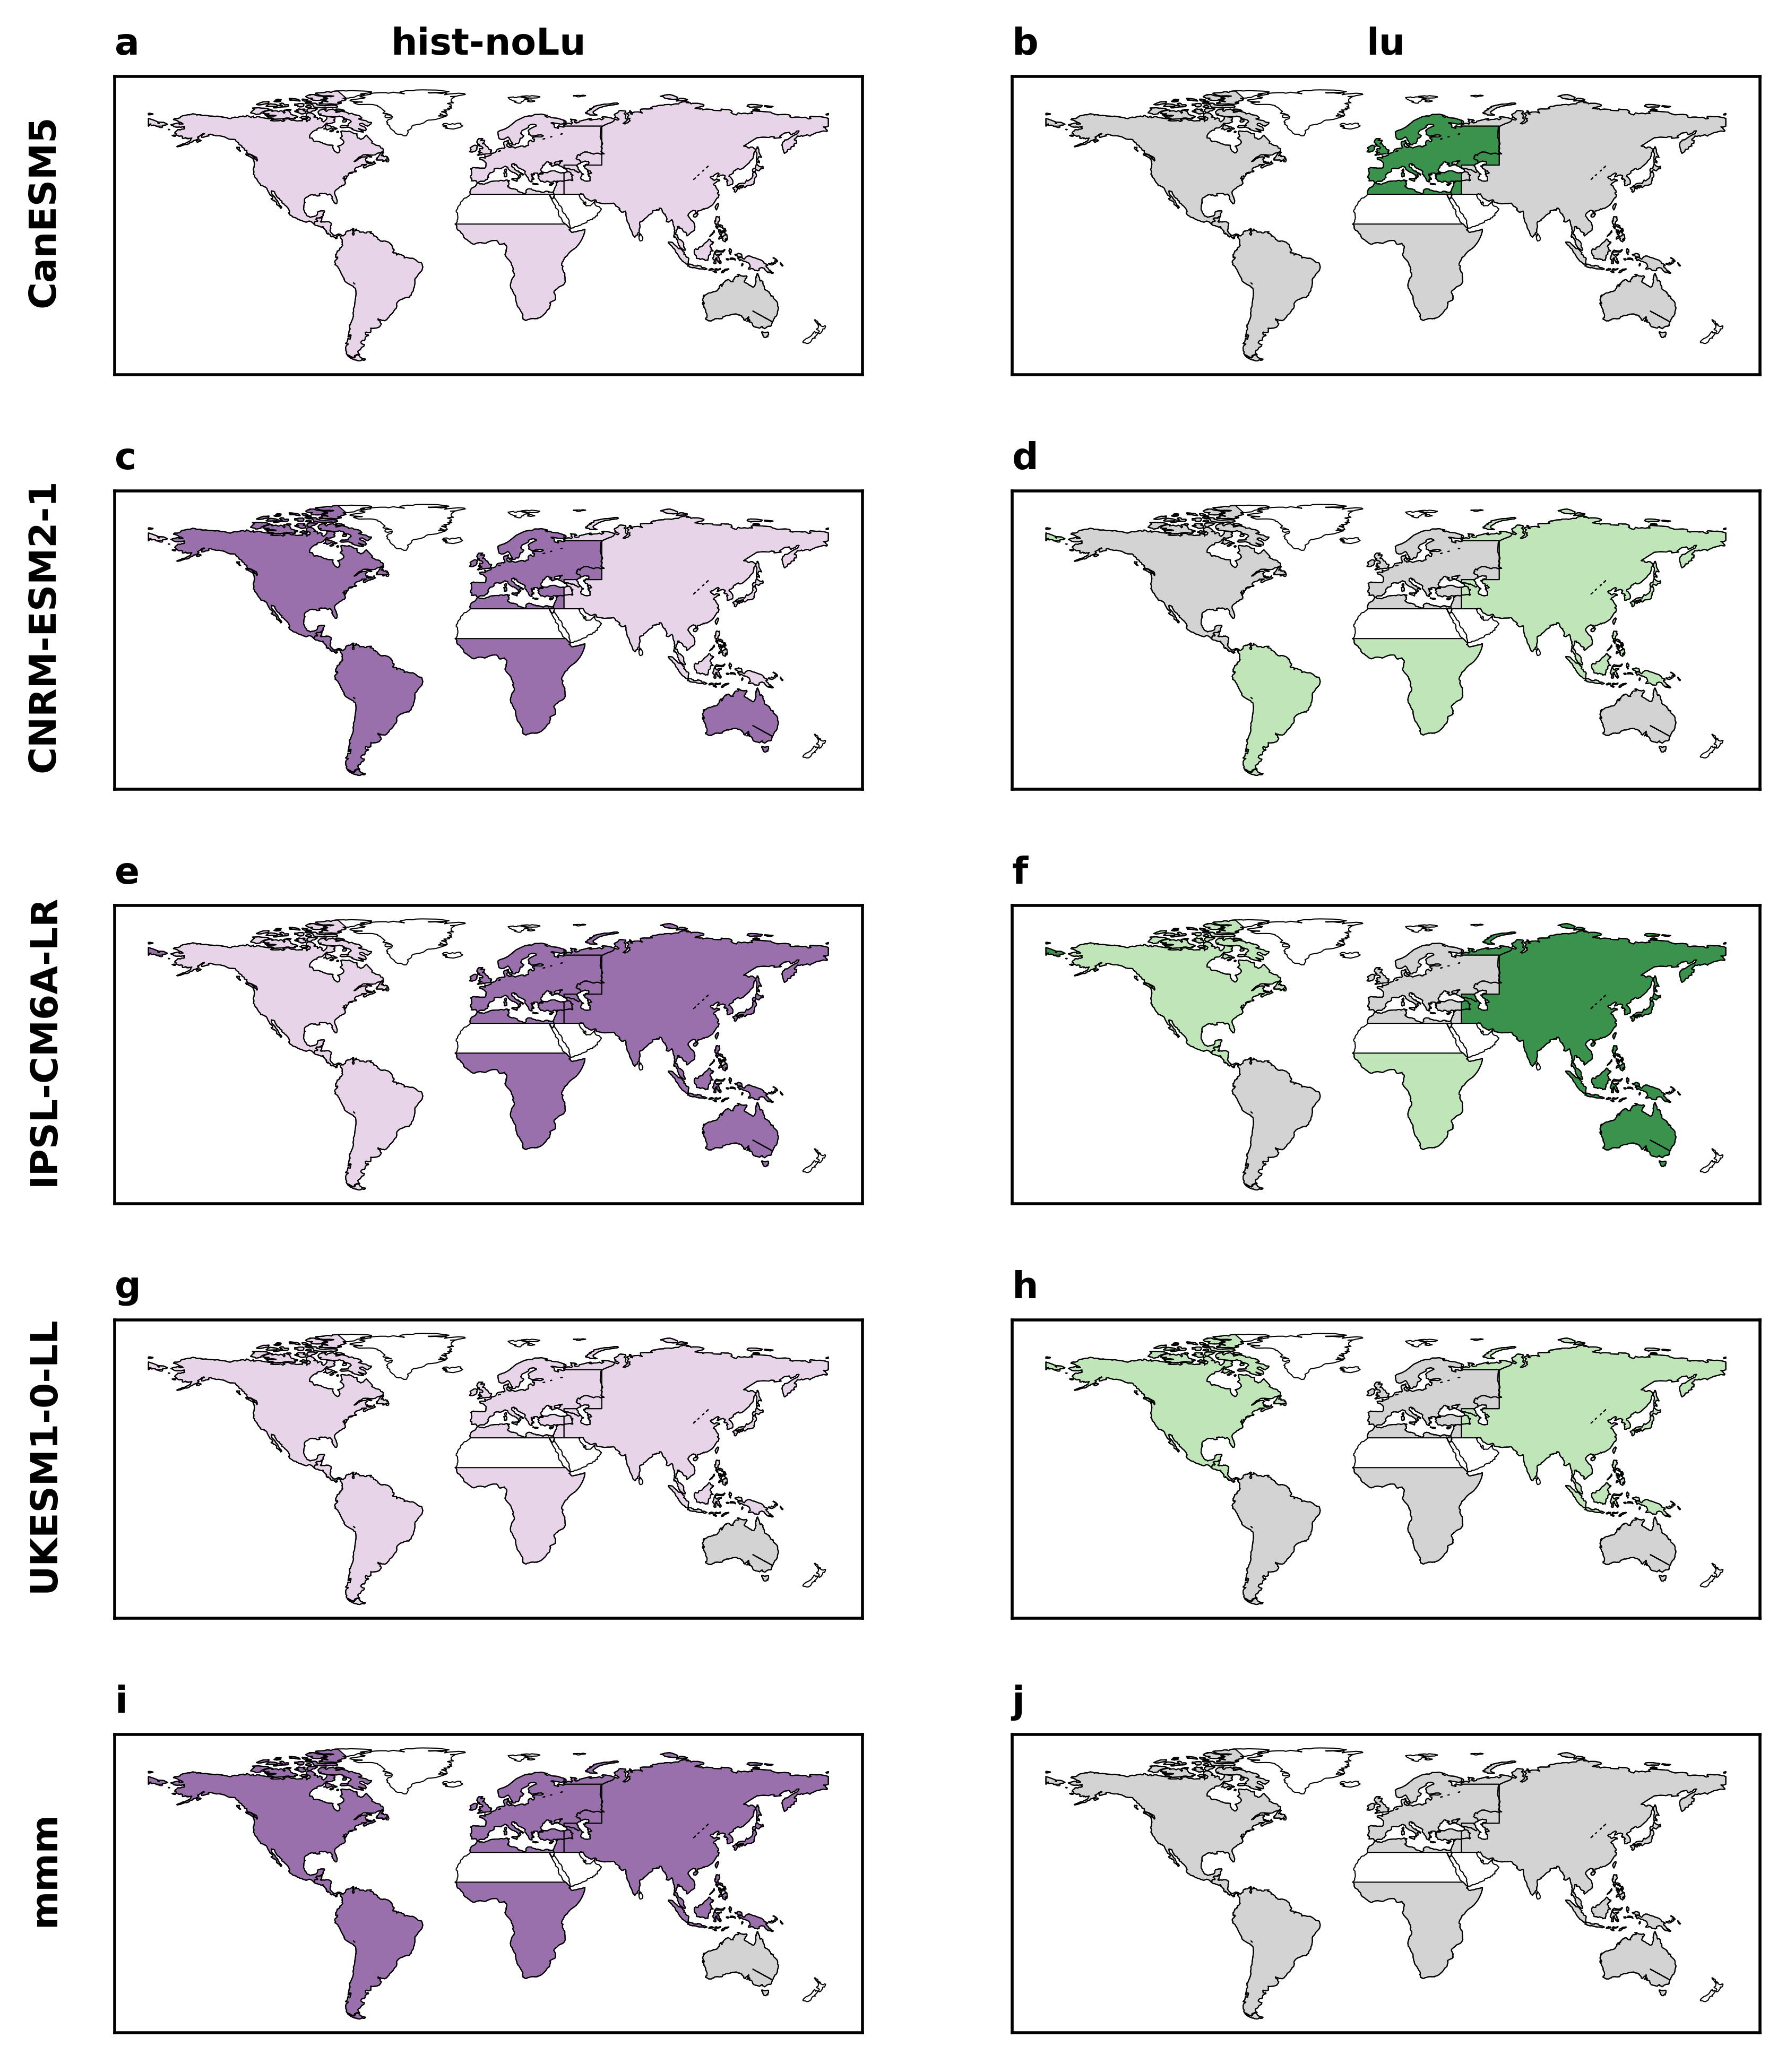 a hist-noLu
b lu
CanESM5
c
d
CNRM-ESM2-1
e
f
IPSL-CM6A-LR
g
h
UKESM1-0-LL
i
j
mmm